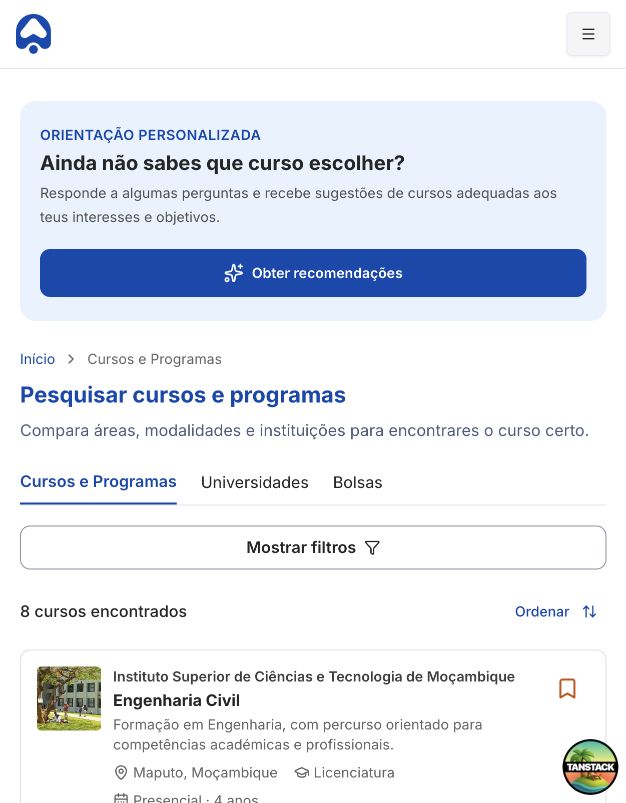 ORIENTAÇÃO PERSONALIZADA
Ainda não sabes que curso escolher?
Responde a algumas perguntas e recebe sugestões de cursos adequadas aos
teus interesses e objetivos.
Obter recomendações
Início > Cursos e Programas
Pesquisar cursos e programas
Compara áreas, modalidades e instituições para encontrares o curso certo.
Cursos e Programas Universidades Bolsas
Mostrar filtros
8 cursos encontrados Ordenar
Instituto Superior de Ciências e Tecnologia de Moçambique
Engenharia Civil
Formação em Engenharia, com percurso orientado para
competências académicas e profissionais.
Maputo, Moçambique Licenciatura
Presencial · 4 anos
TANSTACK